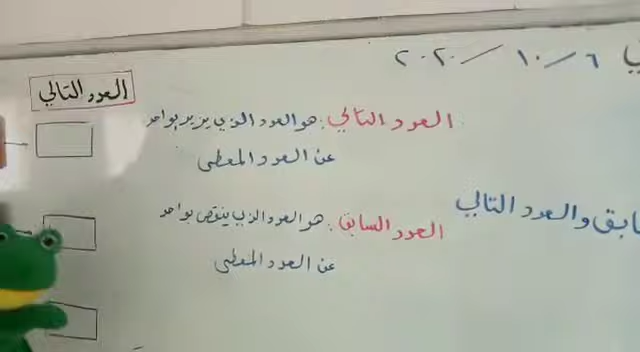 ٦ / ١٠ / ٢٠٢٠
العدد التالي
العدد التالي : هو العدد الذي يزيد بواحد
عن العدد المعطى
والعدد التالي
العدد السابق : هو العدد الذي ينقص بواحد
عن العدد المعطى